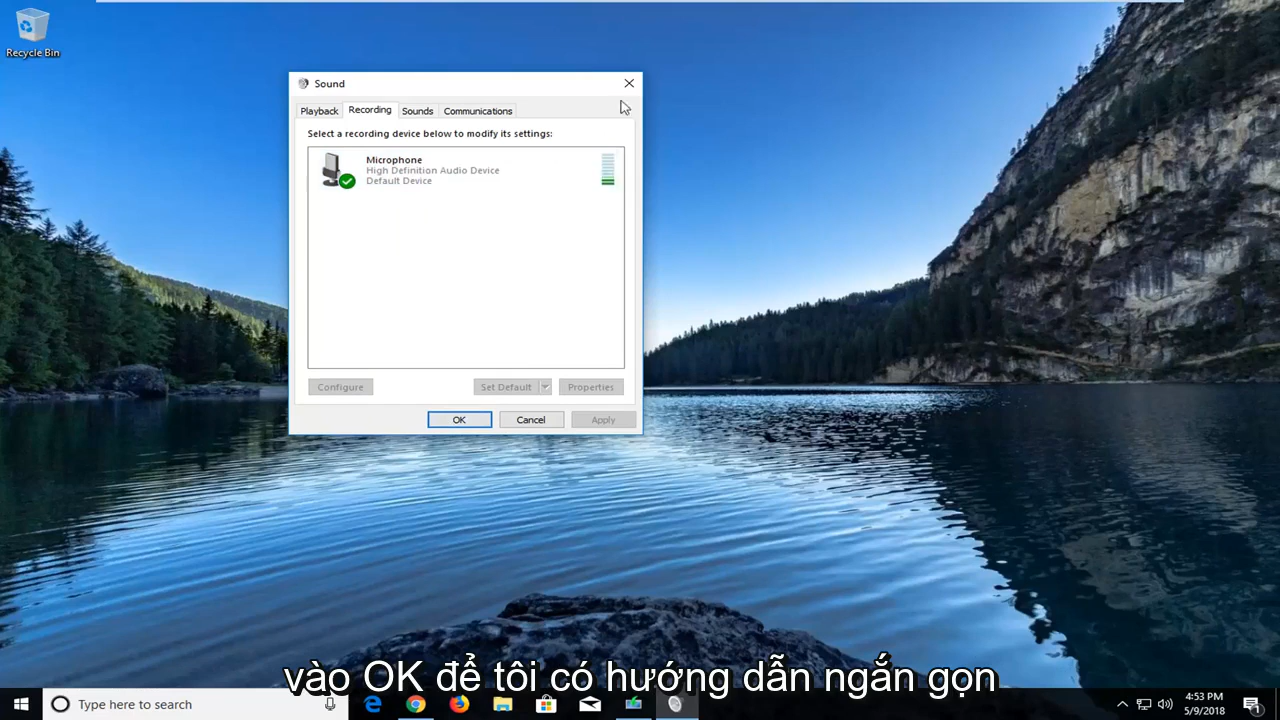 Recycle Bin
Sound
Playback
Recording
Sounds
Communications
Select a recording device below to modify its settings:
Microphone
High Definition Audio Device
Default Device
Configure
Set Default
Properties
OK
Cancel
Apply
vào OK để tôi có hướng dẫn ngắn gọn
Type here to search
4:53 PM
5/9/2018
1